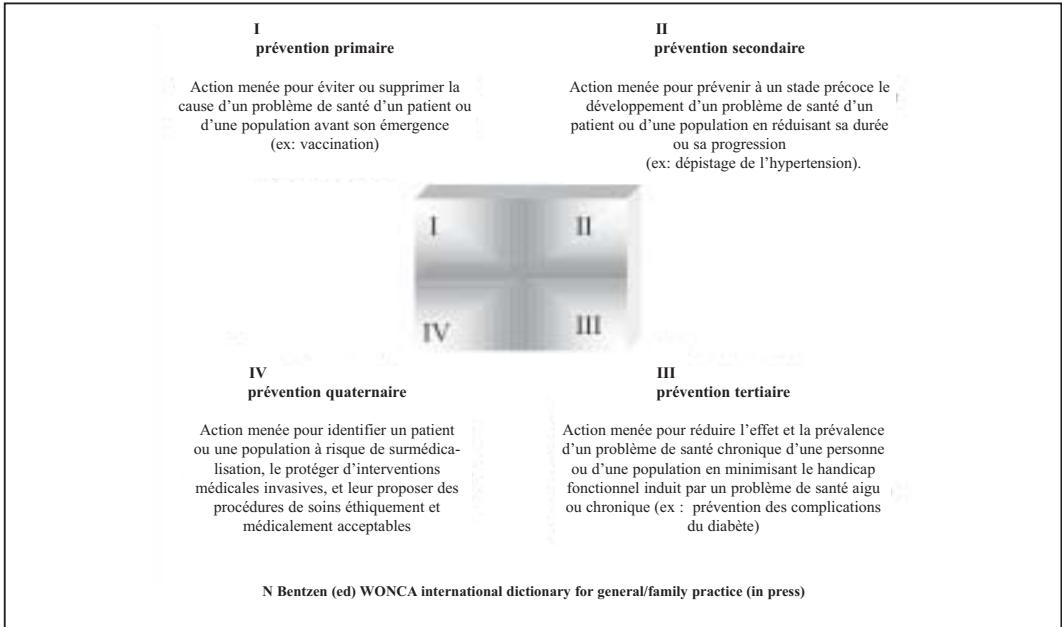 I
prévention primaire
Action menée pour éviter ou supprimer la
cause d’un problème de santé d’un patient ou
d’une population avant son émergence
(ex: vaccination)
II
prévention secondaire
Action menée pour prévenir à un stade précoce le
développement d’un problème de santé d’un
patient ou d’une population en réduisant sa durée
ou sa progression
(ex: dépistage de l’hypertension).
I
II
IV
III
IV
prévention quaternaire
Action menée pour identifier un patient
ou une population à risque de surmédica-
lisation, le protéger d’interventions
médicales invasives, et leur proposer des
procédures de soins éthiquement et
médicalement acceptables
III
prévention tertiaire
Action menée pour réduire l’effet et la prévalence
d’un problème de santé chronique d’une personne
ou d’une population en minimisant le handicap
fonctionnel induit par un problème de santé aigu
ou chronique (ex : prévention des complications
du diabète)
N Bentzen (ed) WONCA international dictionary for general/family practice (in press)